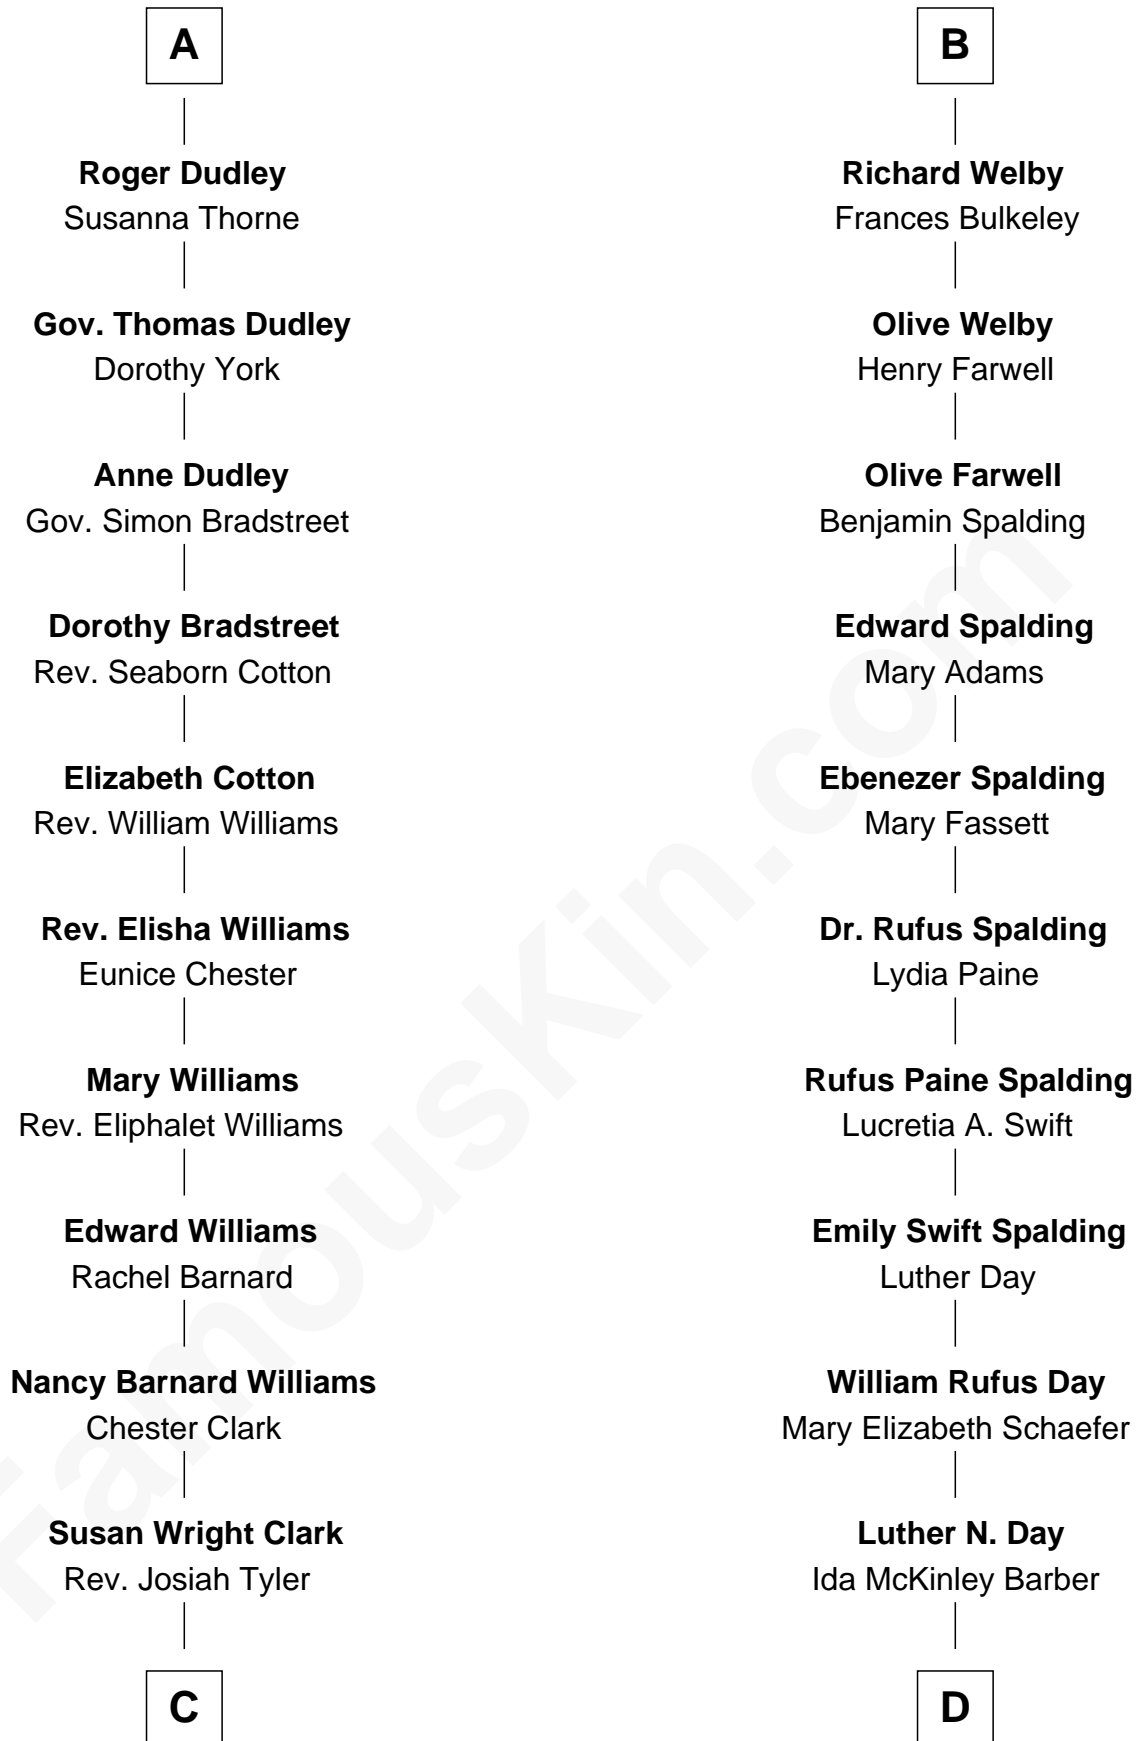 A
Roger Dudley
Susanna Thorne
Gov. Thomas Dudley
Dorothy York
Anne Dudley
Gov. Simon Bradstreet
Dorothy Bradstreet
Rev. Seaborn Cotton
Elizabeth Cotton
Rev. William Williams
Rev. Elisha Williams
Eunice Chester
Mary Williams
Rev. Eliphalet Williams
Edward Williams
Rachel Barnard
Nancy Barnard Williams
Chester Clark
Susan Wright Clark
Rev. Josiah Tyler
C
B
Richard Welby
Frances Bulkeley
Olive Welby
Henry Farwell
Olive Farwell
Benjamin Spalding
Edward Spalding
Mary Adams
Ebenezer Spalding
Mary Fassett
Dr. Rufus Spalding
Lydia Paine
Rufus Paine Spalding
Lucretia A. Swift
Emily Swift Spalding
Luther Day
William Rufus Day
Mary Elizabeth Schaefer
Luther N. Day
Ida McKinley Barber
D
FamousKin.com